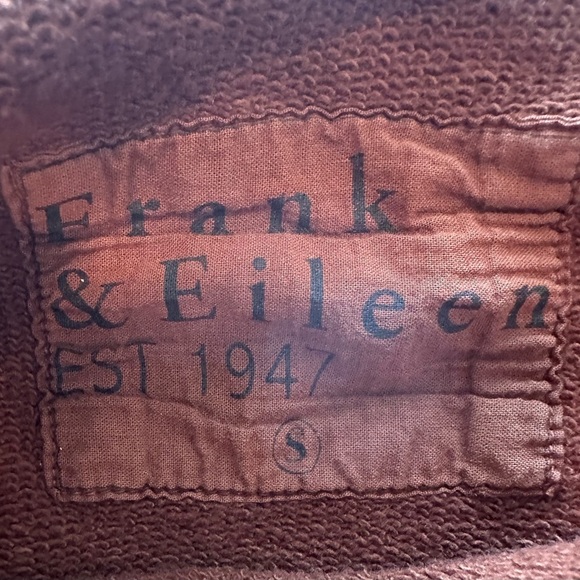 Frank
& Eileen
EST 1947
S